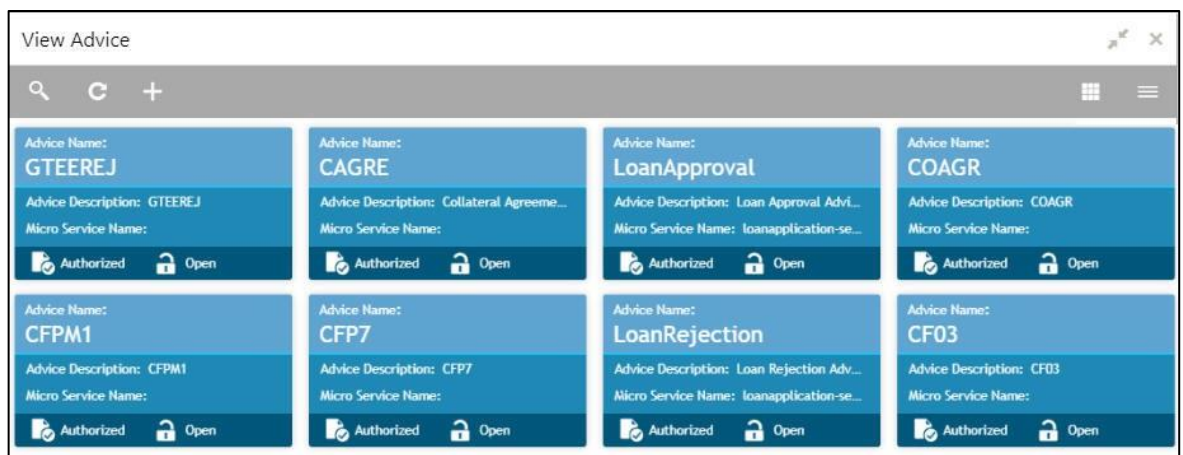 View Advice
Advice Name:
GTEEREJ
Advice Description: GTEEREJ
Micro Service Name:
Authorized Open
Advice Name:
CAGRE
Advice Description: Collateral Agreeme...
Micro Service Name:
Authorized Open
Advice Name:
LoanApproval
Advice Description: Loan Approval Advi...
Micro Service Name: loanapplication-se...
Authorized Open
Advice Name:
COAGR
Advice Description: COAGR
Micro Service Name:
Authorized Open
Advice Name:
CFPM1
Advice Description: CFPM1
Micro Service Name:
Authorized Open
Advice Name:
CFP7
Advice Description: CFP7
Micro Service Name:
Authorized Open
Advice Name:
LoanRejection
Advice Description: Loan Rejection Adv...
Micro Service Name: loanapplication-se...
Authorized Open
Advice Name:
CF03
Advice Description: CF03
Micro Service Name:
Authorized Open